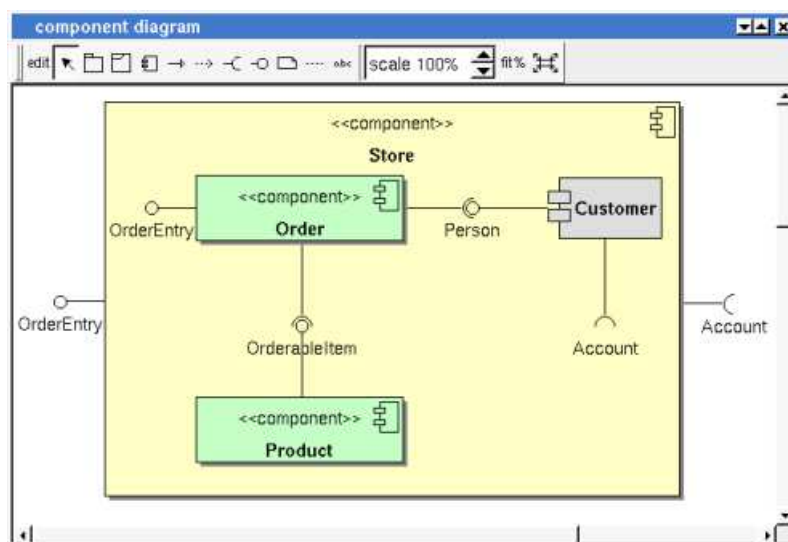 component diagram
edit abc scale 100% fit%
<<component>>
Store
<<component>>
Order
Customer
OrderEntry
Person
OrderEntry
OrderableItem
Account
Account
<<component>>
Product